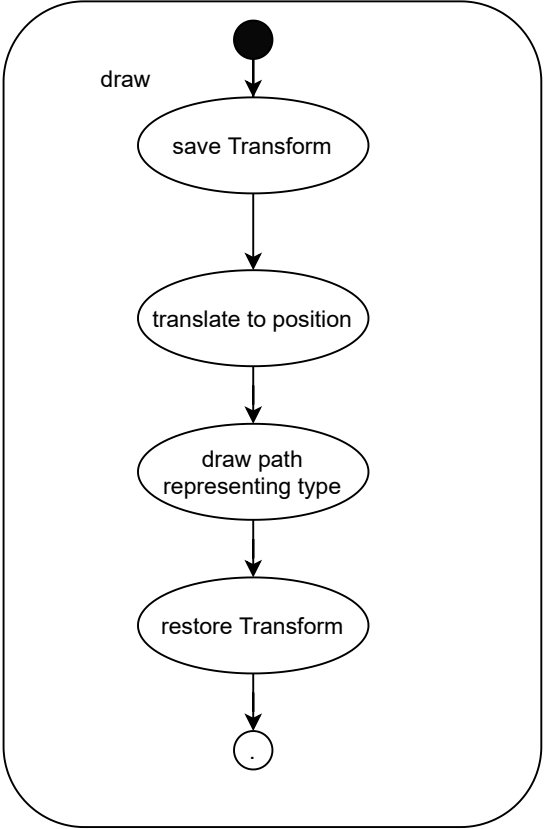 draw
save Transform
translate to position
draw path
representing type
restore Transform
.